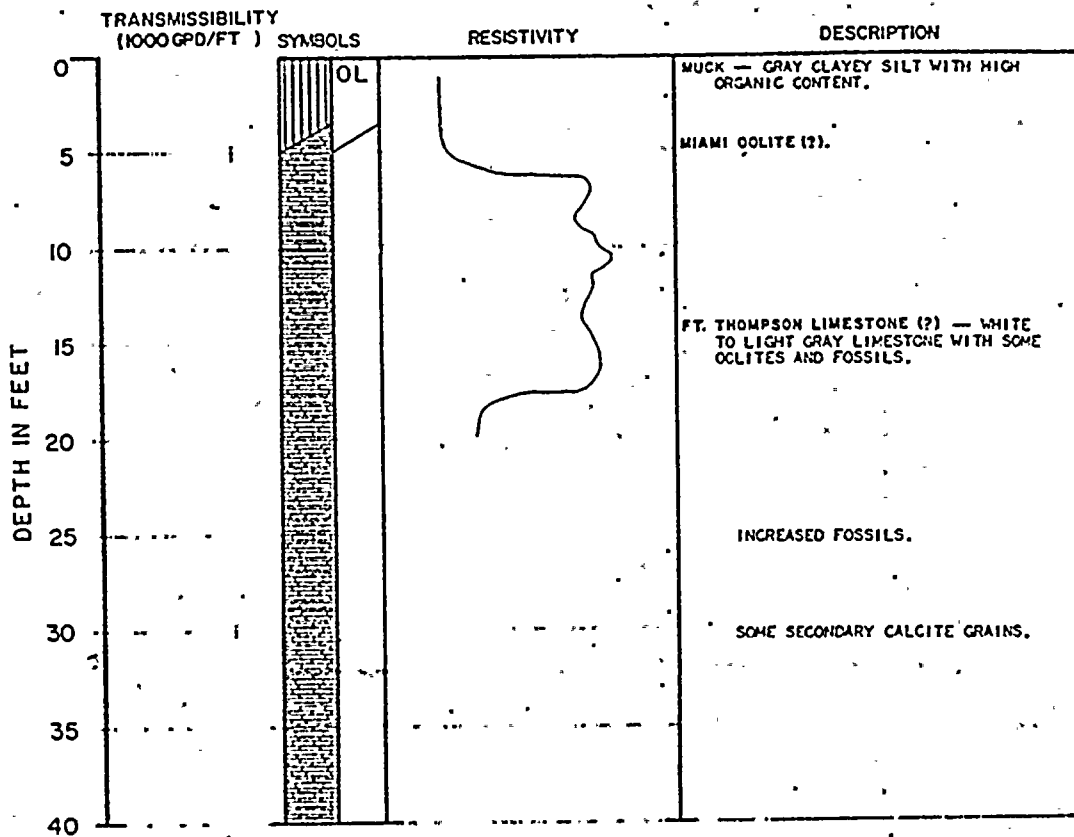 TRANSMISSIBILITY
(1000 GPD/FT ) SYMBOLS RESISTIVITY DESCRIPTION
0
OL
MUCK — GRAY CLAYEY SILT WITH HIGH
ORGANIC CONTENT.
5
MIAMI OOLITE (?).
10
FT. THOMPSON LIMESTONE (?) — WHITE
TO LIGHT GRAY LIMESTONE WITH SOME
OOLITES AND FOSSILS.
15
20
25
INCREASED FOSSILS.
30
SOME SECONDARY CALCITE GRAINS.
35
40
DEPTH IN FEET